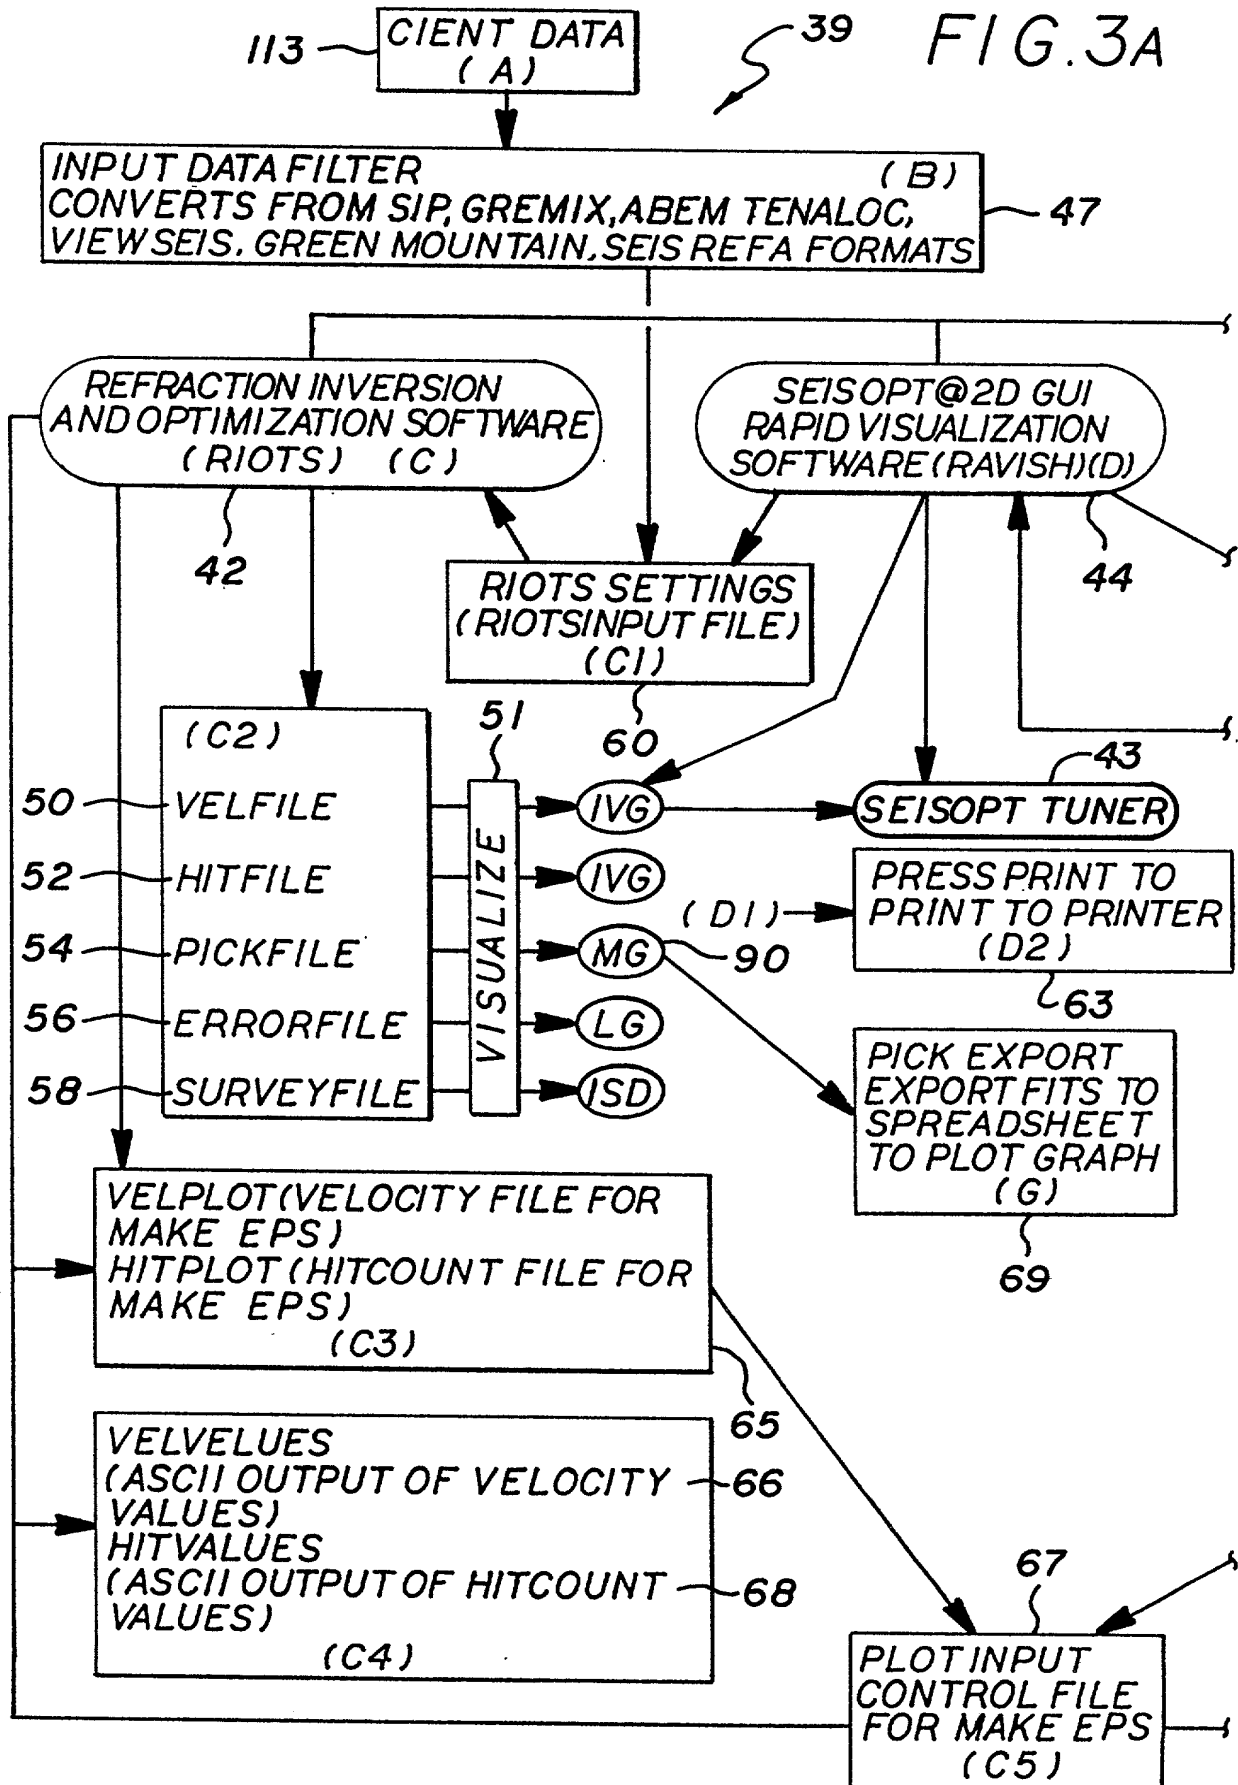 FIG.3A
39
113
CIENT DATA
(A)
INPUT DATA FILTER (B)
CONVERTS FROM SIP, GREMIX, ABEM TENALOC,
VIEWSEIS. GREEN MOUNTAIN. SEIS REFA FORMATS
47
REFRACTION INVERSION
AND OPTIMIZATION SOFTWARE
(RIOTS) (C)
42
SEISOPT@2D GUI
RAPID VISUALIZATION
SOFTWARE(RAVISH)(D)
44
RIOTS SETTINGS
(RIOTSINPUT FILE)
(C1)
60
(C2)
50 VELFILE
52 HITFILE
54 PICKFILE
56 ERRORFILE
58 SURVEYFILE
51
VISUALIZE
IVG
IVG
MG
90
LG
ISD
43
SEISOPT TUNER
(D1)
PRESS PRINT TO
PRINT TO PRINTER
(D2)
63
PICK EXPORT
EXPORT FITS TO
SPREADSHEET
TO PLOT GRAPH
(G)
69
VELPLOT(VELOCITY FILE FOR
MAKE EPS)
HITPLOT(HITCOUNT FILE FOR
MAKE EPS)
(C3)
65
VELVELUES
(ASCII OUTPUT OF VELOCITY 66
VALUES)
HITVALUES
(ASCII OUTPUT OF HITCOUNT 68
VALUES)
(C4)
67
PLOT INPUT
CONTROL FILE
FOR MAKE EPS
(C5)